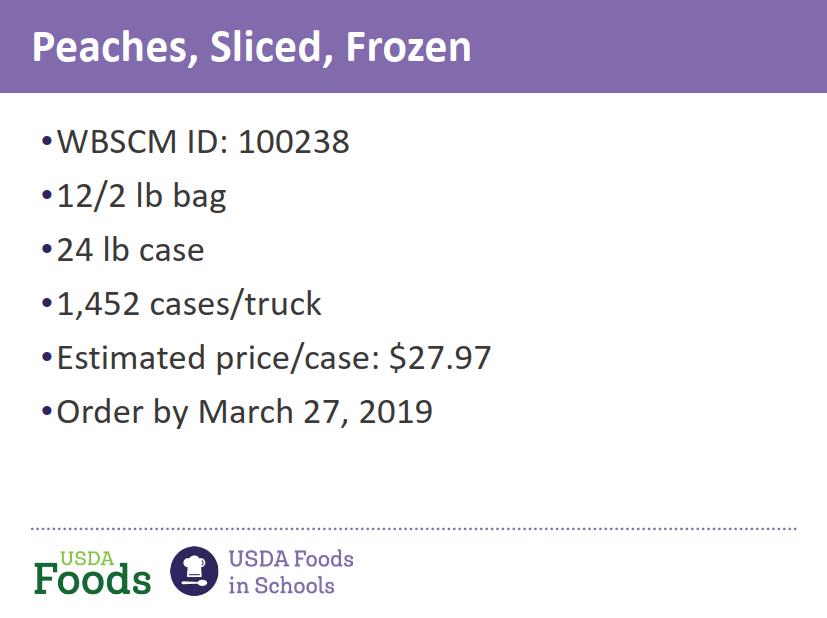 Peaches, Sliced, Frozen
•WBSCM ID: 100238
•12/2 lb bag
•24 lb case
•1,452 cases/truck
•Estimated price/case: $27.97
•Order by March 27, 2019
USDA
Foods
USDA Foods
in Schools